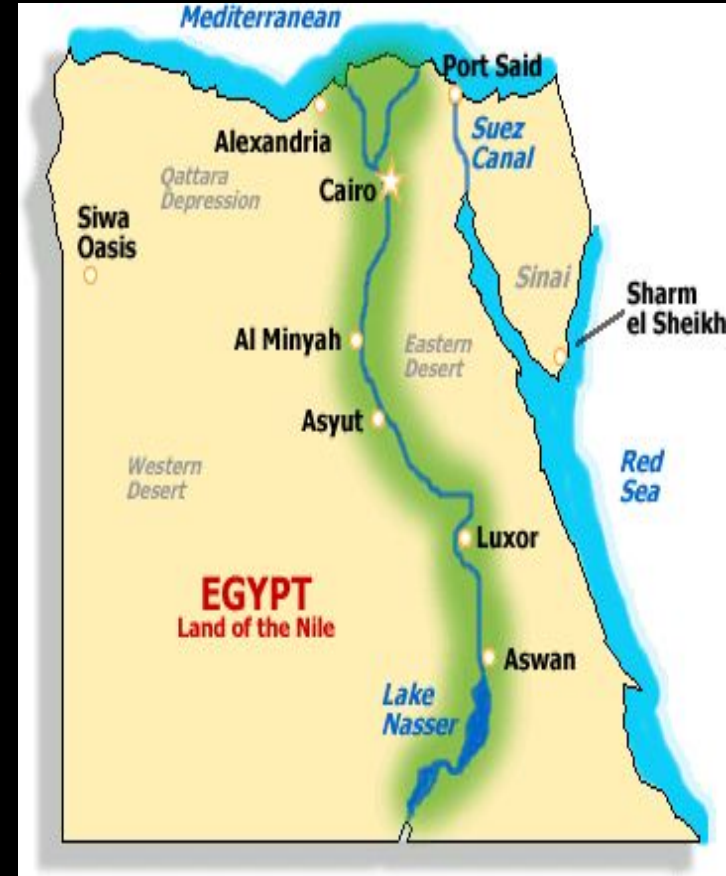 Mediterranean
Port Said
Alexandria
Suez
Canal
Qattara
Depression
Cairo
Siwa
Oasis
Sinai
Sharm
el Sheikh
Al Minyah
Eastern
Desert
Asyut
Western
Desert
Red
Sea
Luxor
EGYPT
Land of the Nile
Aswan
Lake
Nasser